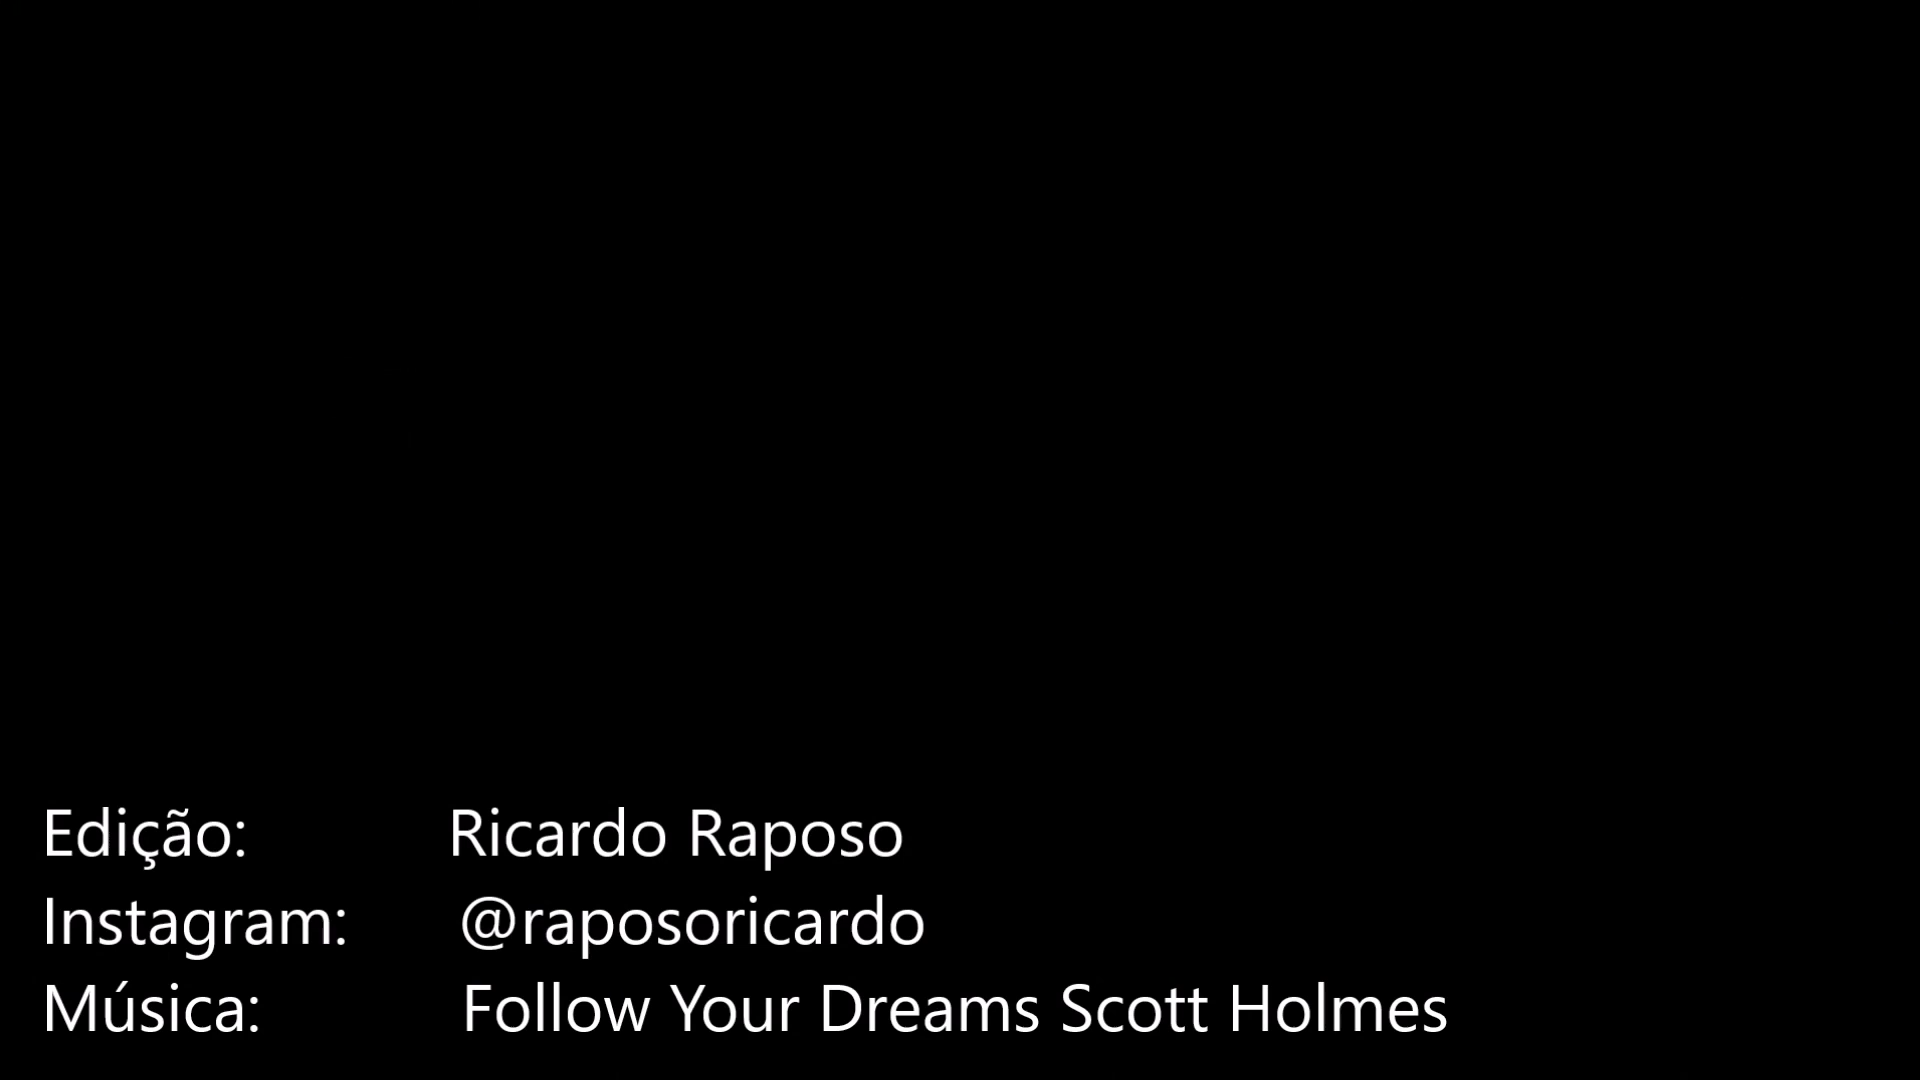 Edição: Ricardo Raposo
Instagram: @raposoricardo
Música: Follow Your Dreams Scott Holmes